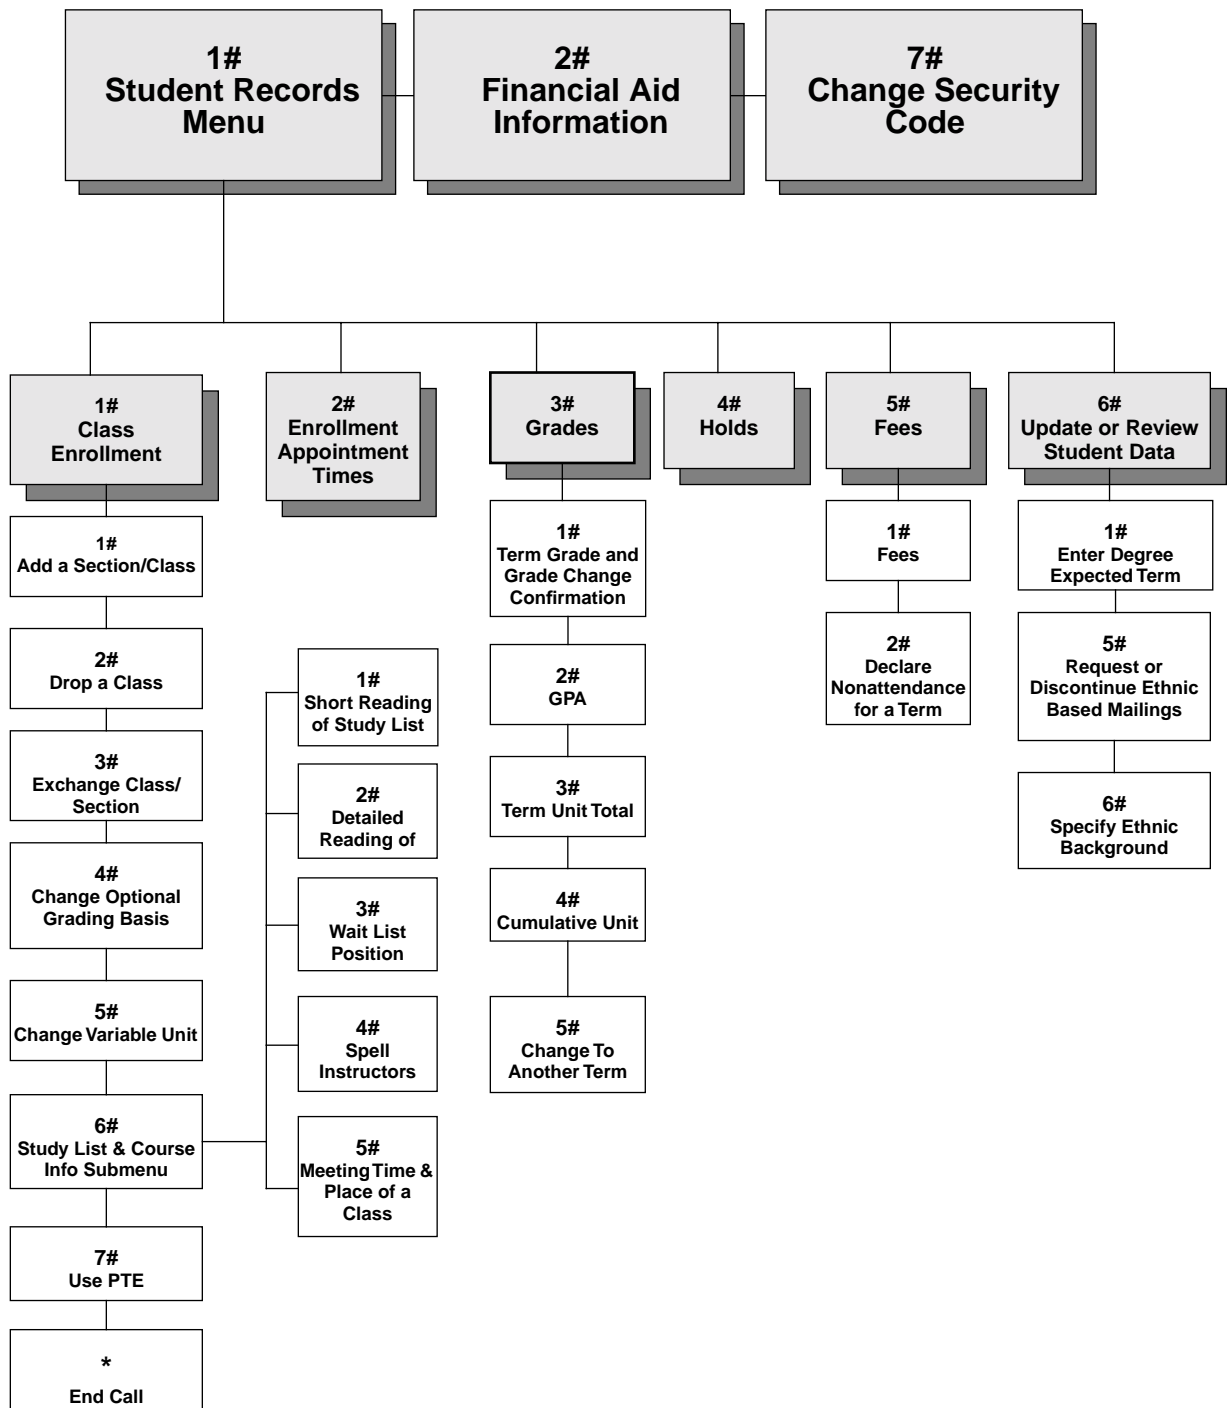 1#
Student Records
Menu
2#
Financial Aid
Information
7#
Change Security
Code
1#
Class
Enrollment
2#
Enrollment
Appointment
Times
3#
Grades
4#
Holds
5#
Fees
6#
Update or Review
Student Data
1#
Add a Section/Class
2#
Drop a Class
3#
Exchange Class/
Section
4#
Change Optional
Grading Basis
5#
Change Variable Unit
6#
Study List & Course
Info Submenu
7#
Use PTE
*
End Call
1#
Short Reading
of Study List
2#
Detailed
Reading of
3#
Wait List
Position
4#
Spell
Instructors
5#
Meeting Time &
Place of a
Class
1#
Term Grade and
Grade Change
Confirmation
2#
GPA
3#
Term Unit Total
4#
Cumulative Unit
5#
Change To
Another Term
1#
Fees
2#
Declare
Nonattendance
for a Term
1#
Enter Degree
Expected Term
5#
Request or
Discontinue Ethnic
Based Mailings
6#
Specify Ethnic
Background